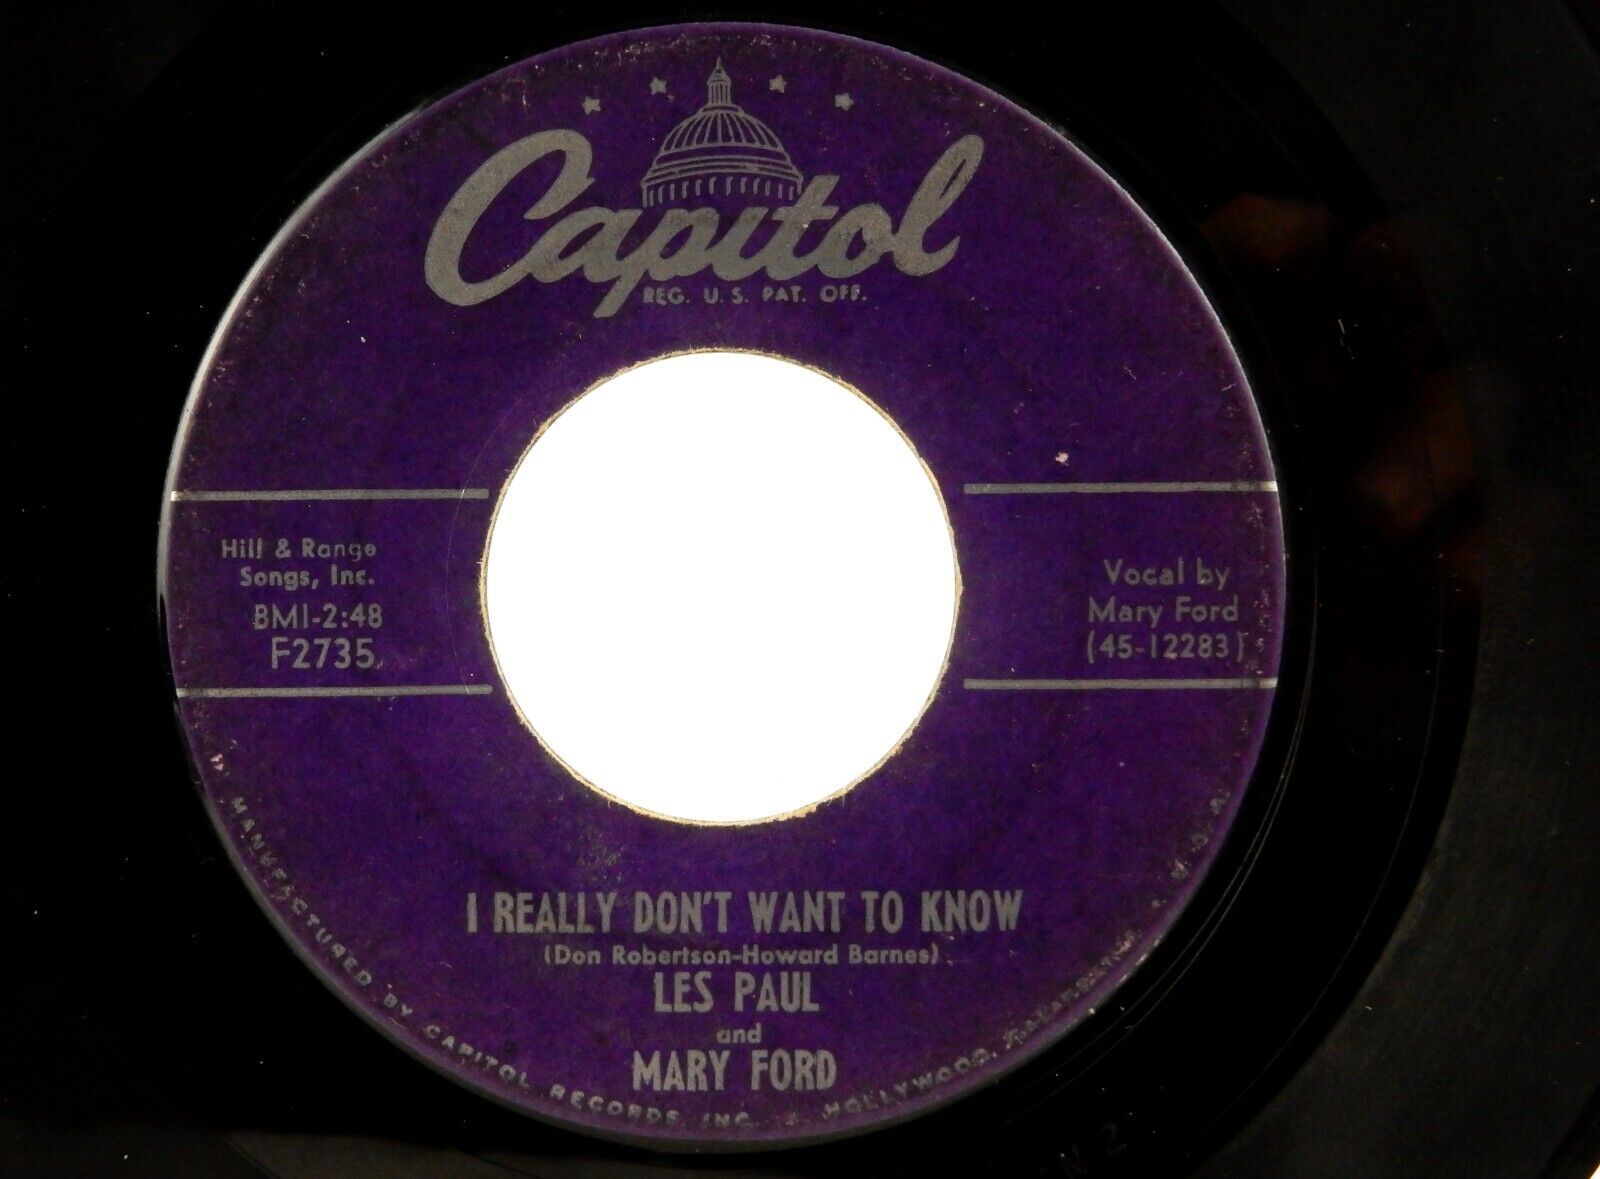 Capitol
REG. U. S. PAT. OFF.
Hill & Range
Songs, Inc.
BMI-2:48
F2735
Vocal by
Mary Ford
(45-12283)
I REALLY DON'T WANT TO KNOW
(Don Robertson-Howard Barnes)
LES PAUL
and
MARY FORD
MANUFACTURED BY CAPITOL RECORDS, INC. HOLLYWOOD, U. S. A.
N2